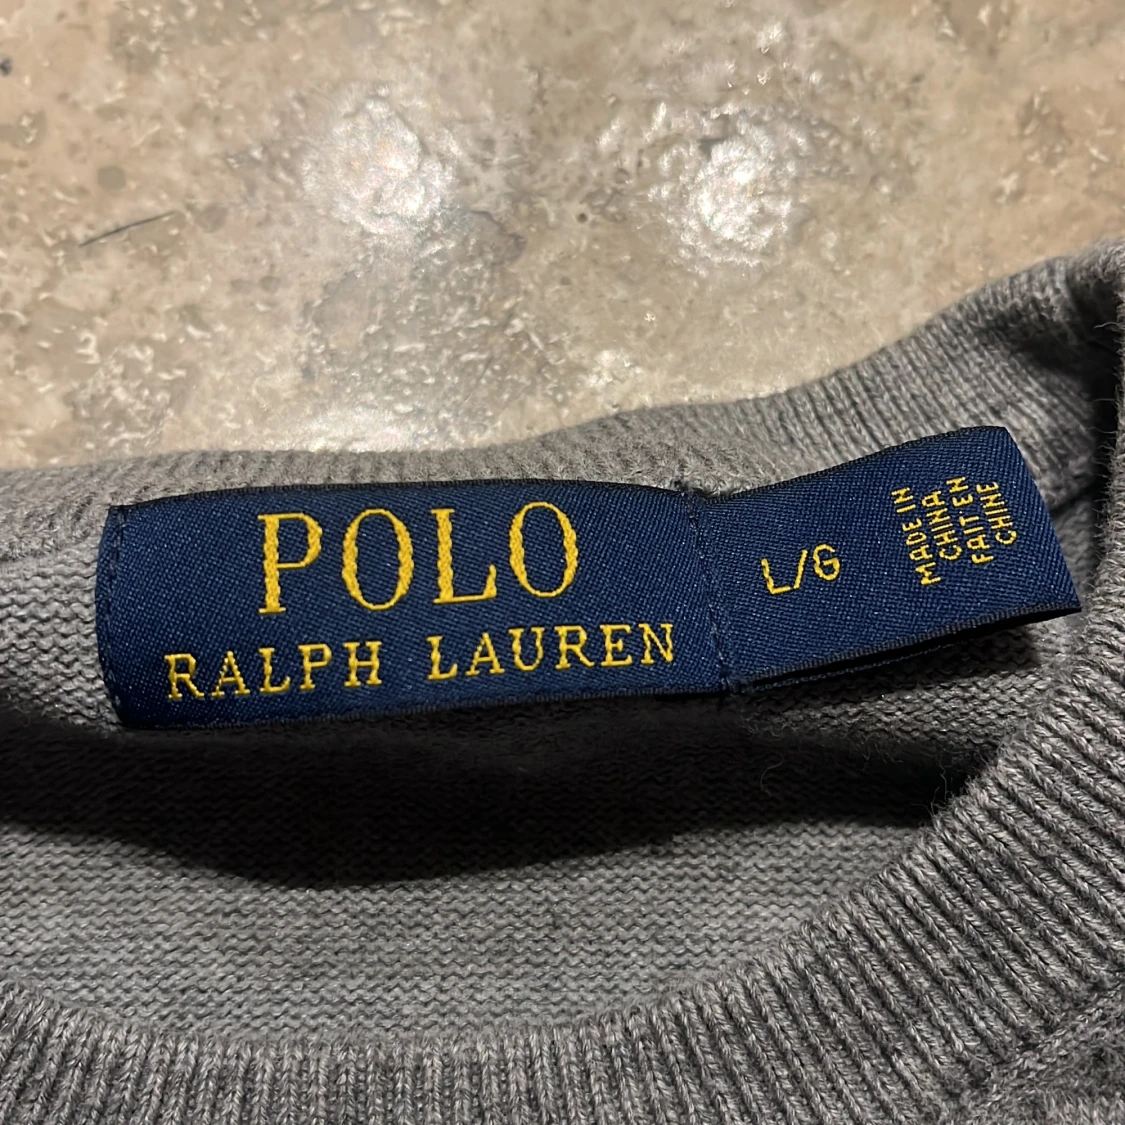 POLO
RALPH LAUREN
L/G
MADE IN
CHINA
FAIT EN
CHINE